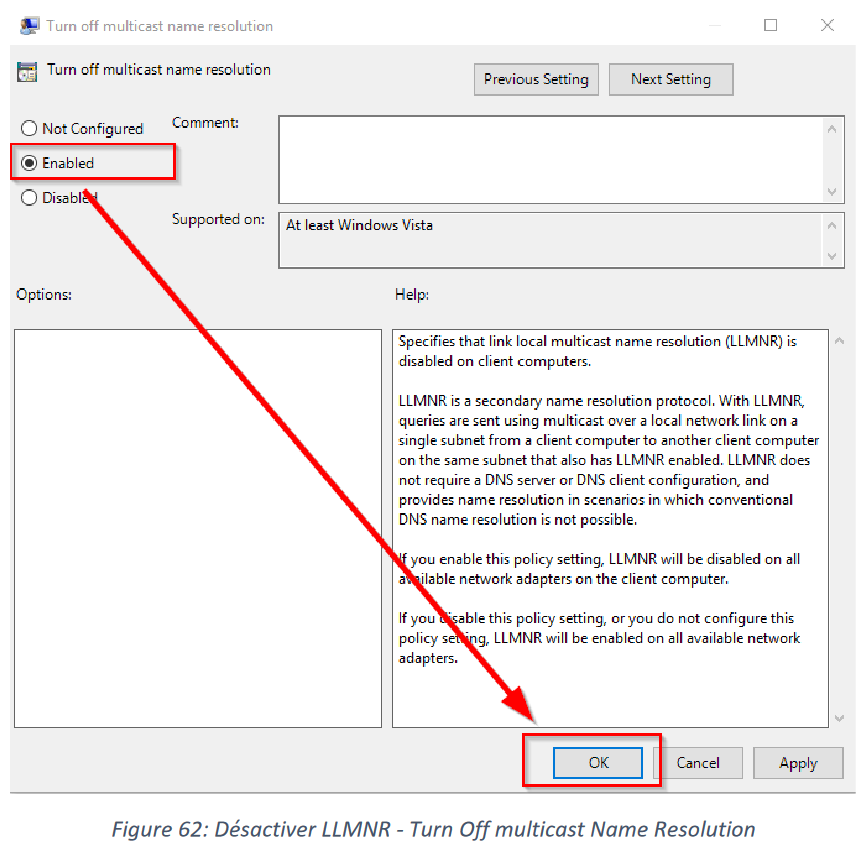 Turn off multicast name resolution
Turn off multicast name resolution
Previous Setting
Next Setting
Not Configured
Comment:
Enabled
Disabled
Supported on:
At least Windows Vista
Options:
Help:
Specifies that link local multicast name resolution (LLMNR) is
disabled on client computers.
LLMNR is a secondary name resolution protocol. With LLMNR,
queries are sent using multicast over a local network link on a
single subnet from a client computer to another client computer
on the same subnet that also has LLMNR enabled. LLMNR does
not require a DNS server or DNS client configuration, and
provides name resolution in scenarios in which conventional
DNS name resolution is not possible.
If you enable this policy setting, LLMNR will be disabled on all
available network adapters on the client computer.
If you disable this policy setting, or you do not configure this
policy setting, LLMNR will be enabled on all available network
adapters.
OK
Cancel
Apply
Figure 62: Désactiver LLMNR - Turn Off multicast Name Resolution